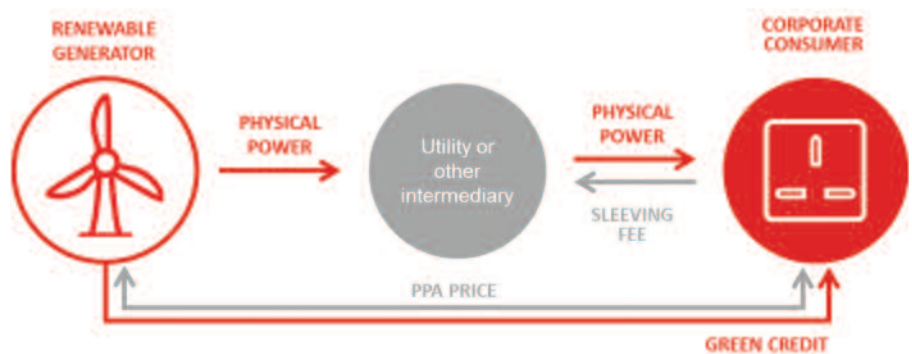 RENEWABLE
GENERATOR
PHYSICAL
POWER
Utility or
other
intermediary
PHYSICAL
POWER
SLEEVING
FEE
CORPORATE
CONSUMER
PPA PRICE
GREEN CREDIT